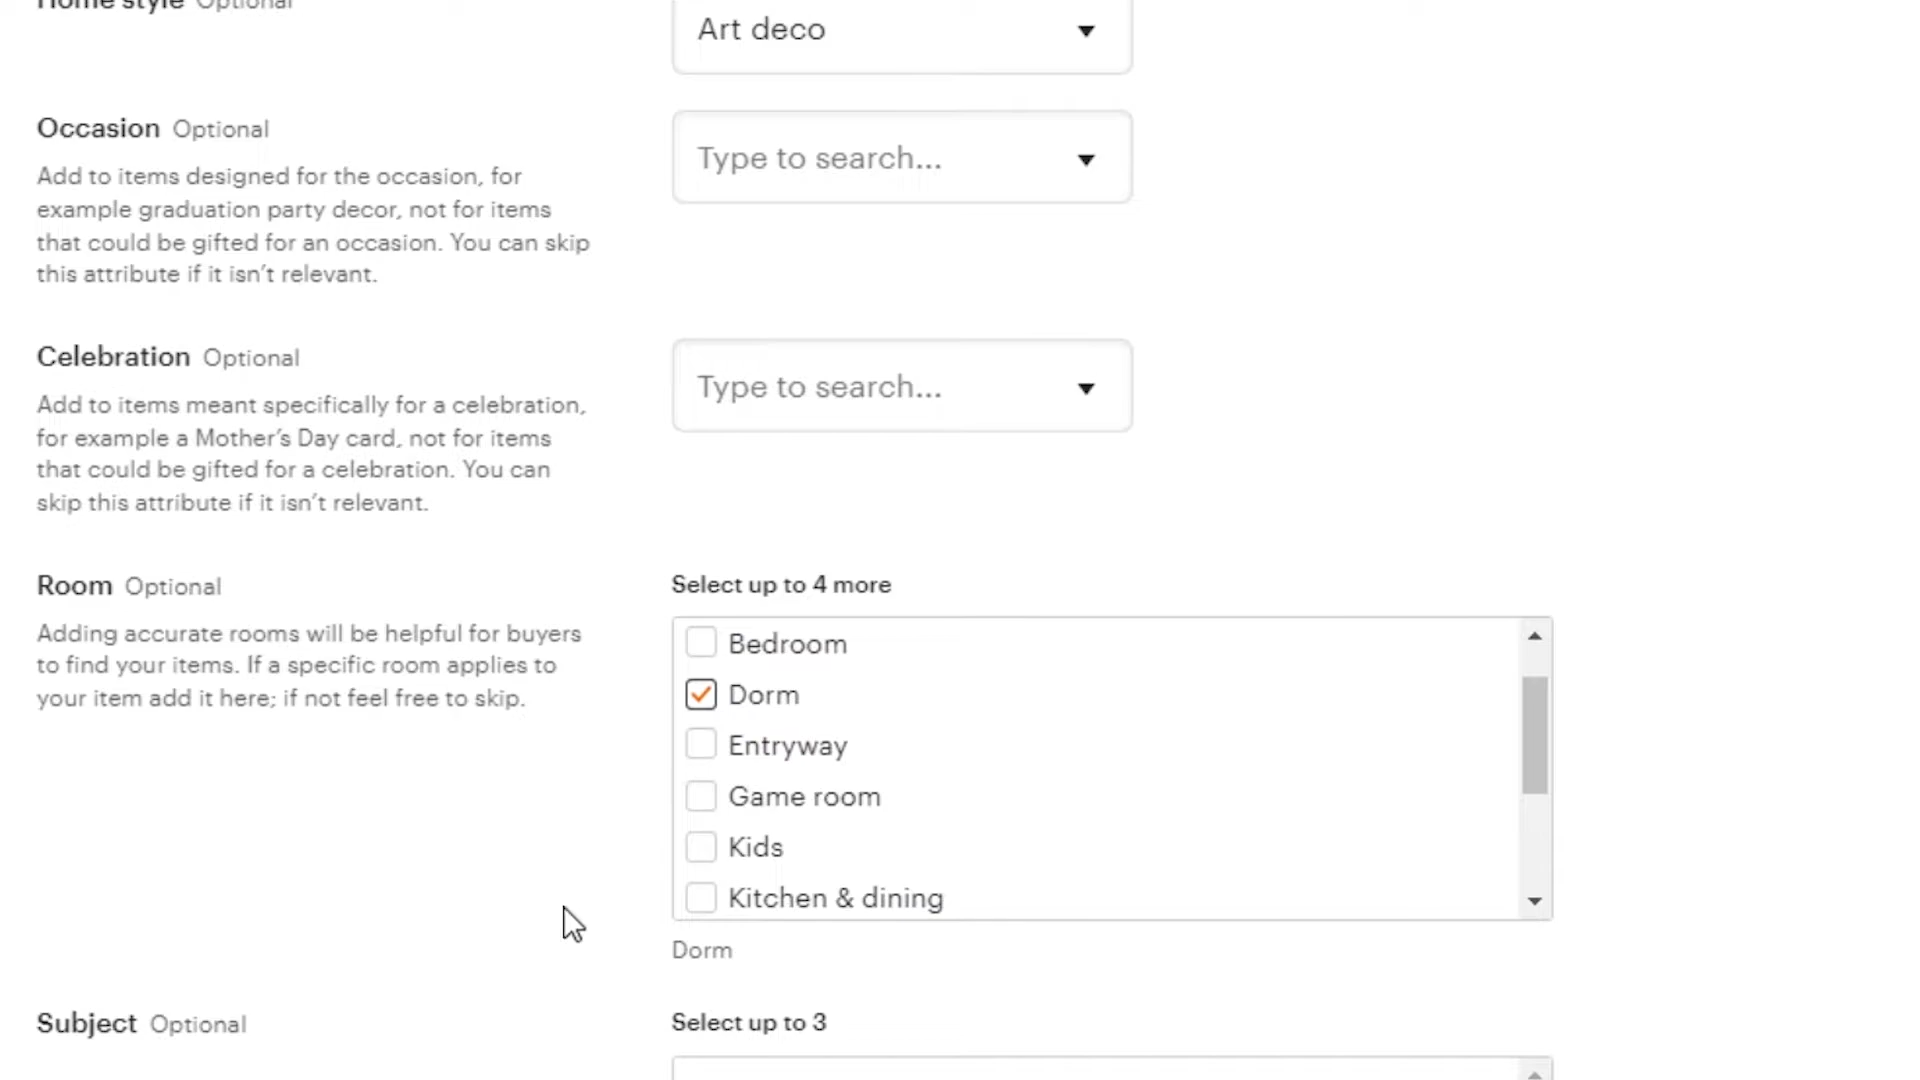 Home style Optional
Art deco
Occasion Optional
Type to search...
Add to items designed for the occasion, for
example graduation party decor, not for items
that could be gifted for an occasion. You can skip
this attribute if it isn't relevant.
Celebration Optional
Type to search...
Add to items meant specifically for a celebration,
for example a Mother's Day card, not for items
that could be gifted for a celebration. You can
skip this attribute if it isn't relevant.
Room Optional
Adding accurate rooms will be helpful for buyers
to find your items. If a specific room applies to
your item add it here; if not feel free to skip.
Select up to 4 more
Bedroom
Dorm
Entryway
Game room
Kids
Kitchen & dining
Dorm
Subject Optional
Select up to 3